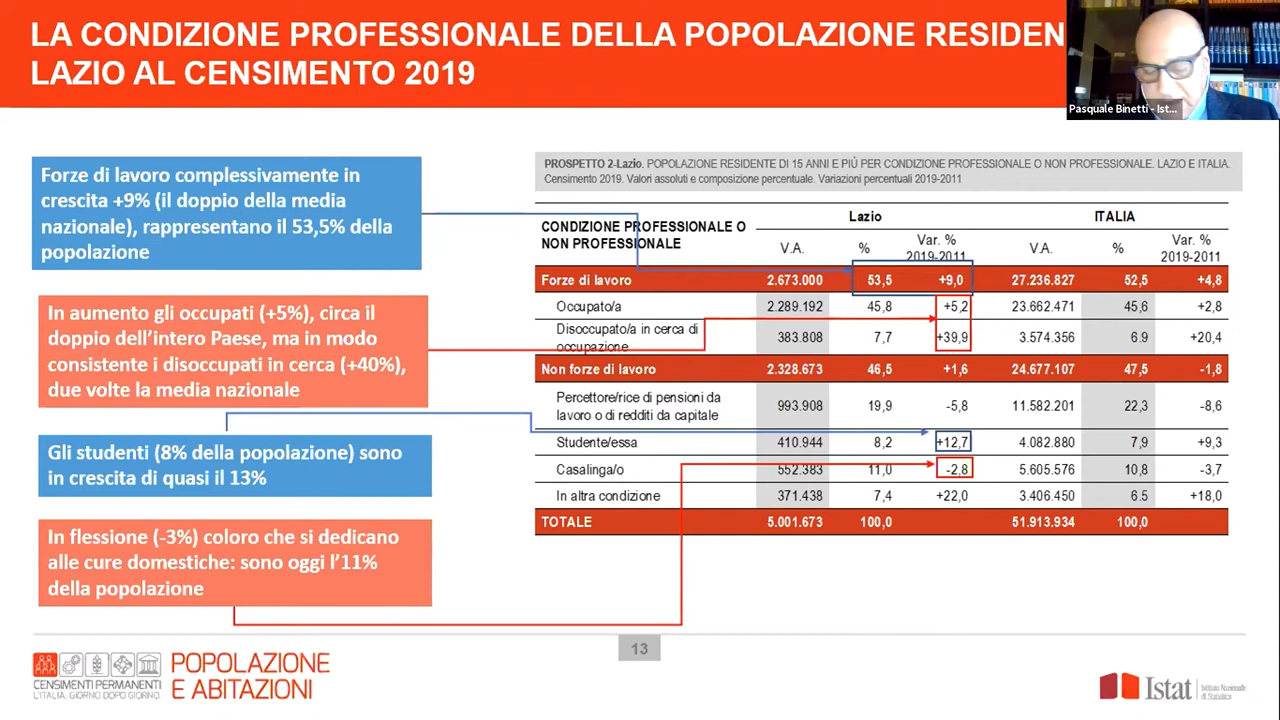 LA CONDIZIONE PROFESSIONALE DELLA POPOLAZIONE RESIDEN
LAZIO AL CENSIMENTO 2019
Pasquale Binetti - Ist...
Forze di lavoro complessivamente in
crescita +9% (il doppio della media
nazionale), rappresentano il 53,5% della
popolazione
In aumento gli occupati (+5%), circa il
doppio dell'intero Paese, ma in modo
consistente i disoccupati in cerca (+40%),
due volte la media nazionale
Gli studenti (8% della popolazione) sono
in crescita di quasi il 13%
In flessione (-3%) coloro che si dedicano
alle cure domestiche: sono oggi l'11%
della popolazione
PROSPETTO 2-Lazio. POPOLAZIONE RESIDENTE DI 15 ANNI E PIÙ PER CONDIZIONE PROFESSIONALE O NON PROFESSIONALE. LAZIO E ITALIA.
Censimento 2019. Valori assoluti e composizione percentuale. Variazioni percentuali 2019-2011
CONDIZIONE PROFESSIONALE O
NON PROFESSIONALE
Lazio ITALIA
V.A. % Var. % 2019-2011 V.A. % Var. % 2019-2011
Forze di lavoro 2.673.000 53,5 +9,0 27.236.827 52,5 +4,8
Occupato/a 2.289.192 45,8 +5,2 23.662.471 45,6 +2,8
Disoccupato/a in cerca di
occupazione 383.808 7,7 +39,9 3.574.356 6.9 +20,4
Non forze di lavoro 2.328.673 46,5 +1,6 24.677.107 47,5 -1,8
Percettore/rice di pensioni da
lavoro o di redditi da capitale 993.908 19,9 -5,8 11.582.201 22,3 -8,6
Studente/essa 410.944 8,2 +12,7 4.082.880 7,9 +9,3
Casalinga/o 552.383 11,0 -2,8 5.605.576 10,8 -3,7
In altra condizione 371.438 7,4 +22,0 3.406.450 6.5 +18,0
TOTALE 5.001.673 100,0 51.913.934 100,0
13
CENSIMENTI PERMANENTI
L'ITALIA, GIORNO DOPO GIORNO.
POPOLAZIONE
E ABITAZIONI
Istat
Istituto Nazionale
di Statistica